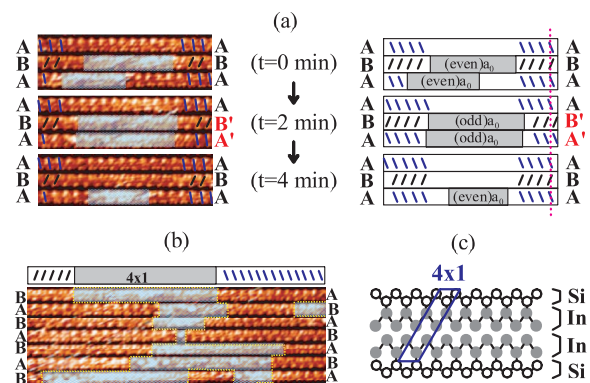 (a)
A A A A
B (t=0 min) B B (even)a0 B
A A A (even)a0 A
A A A A
B B' (t=2 min) B (odd)a0 B'
A A' A (odd)a0 A'
A A A A
B B (t=4 min) B B
A A A (even)a0 A
(b) (c)
4x1
4x1
B A
A B
B A
A B
B A
A B
B A
Si
In
In
Si